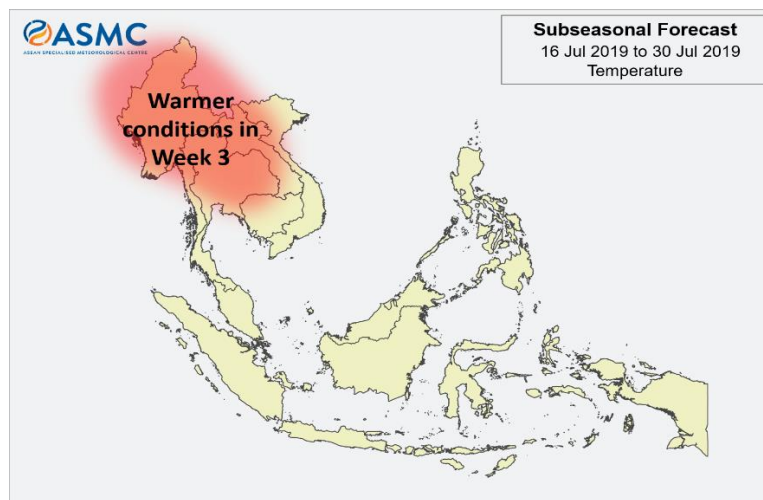 ASMC
ASEAN SPECIALISED METEOROLOGICAL CENTRE
Subseasonal Forecast
16 Jul 2019 to 30 Jul 2019
Temperature
Warmer
conditions in
Week 3